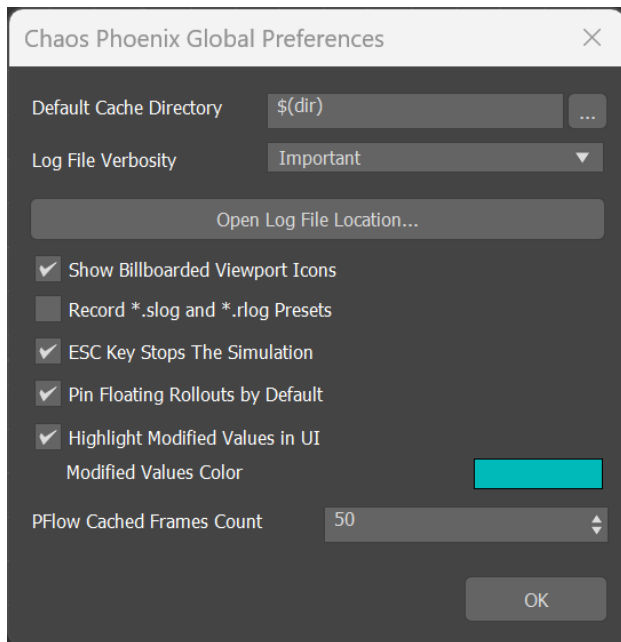 Chaos Phoenix Global Preferences
Default Cache Directory $(dir) ...
Log File Verbosity Important
Open Log File Location...
Show Billboarded Viewport Icons
Record *.slog and *.rlog Presets
ESC Key Stops The Simulation
Pin Floating Rollouts by Default
Highlight Modified Values in UI
Modified Values Color
PFlow Cached Frames Count 50
OK